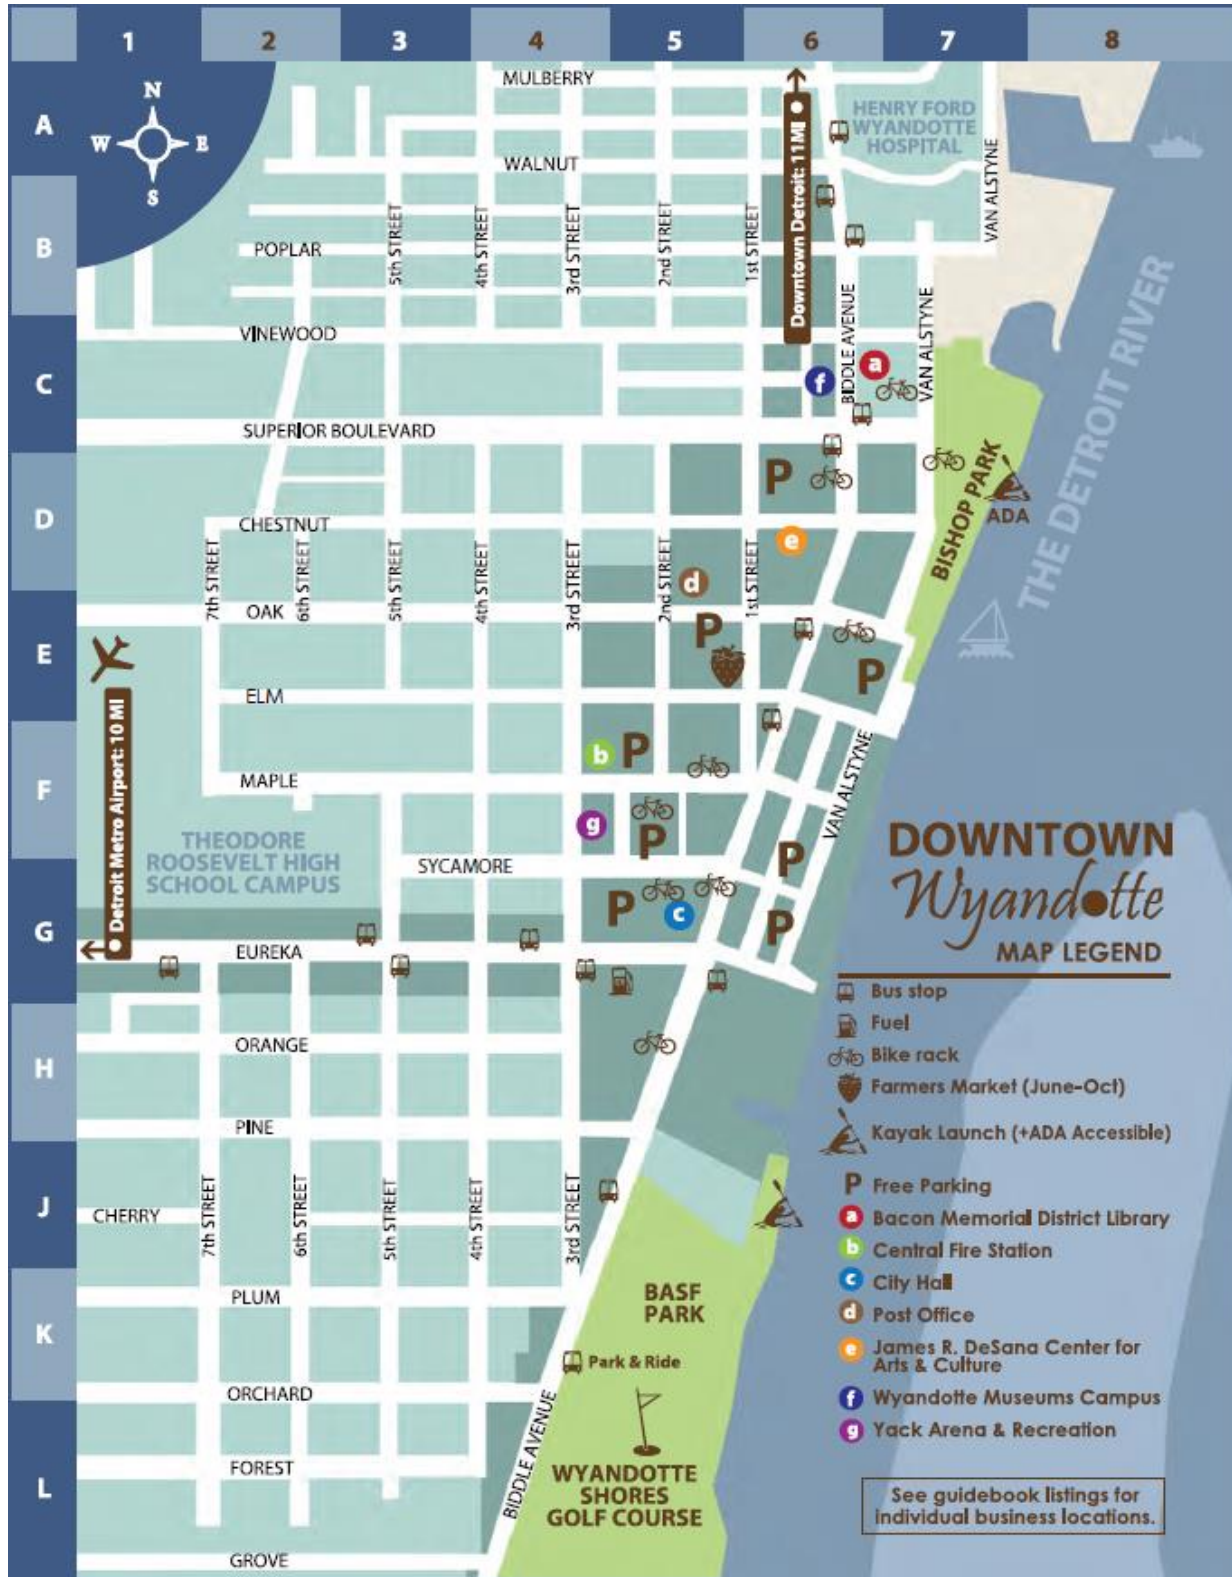 1 2 3 4 5 6 7 8
A
B
C
D
E
F
G
H
J
K
L
N
W E
S
MULBERRY
HENRY FORD
WYANDOTTE
HOSPITAL
WALNUT
VAN ALSTYNE
Downtown Detroit: 11MI
5th STREET
4th STREET
3rd STREET
2nd STREET
1st STREET
POPLAR
BIDDLE AVENUE
VAN ALSTYNE
VINEWOOD
f
a
SUPERIOR BOULEVARD
THE DETROIT RIVER
BISHOP PARK
P
ADA
CHESTNUT
e
7th STREET
6th STREET
5th STREET
4th STREET
3rd STREET
2nd STREET
1st STREET
d
OAK
P
P
ELM
Detroit Metro Airport: 10 MI
b
P
MAPLE
VAN ALSTYNE
g
P
P
THEODORE
ROOSEVELT HIGH
SCHOOL CAMPUS
SYCAMORE
P
c
P
EUREKA
ORANGE
PINE
7th STREET
6th STREET
5th STREET
4th STREET
3rd STREET
CHERRY
PLUM
BASF
PARK
Park & Ride
ORCHARD
BIDDLE AVENUE
FOREST
WYANDOTTE
SHORES
GOLF COURSE
GROVE
DOWNTOWN
Wyandotte
MAP LEGEND
Bus stop
Fuel
Bike rack
Farmers Market (June-Oct)
Kayak Launch (+ADA Accessible)
P Free Parking
a Bacon Memorial District Library
b Central Fire Station
c City Hall
d Post Office
e James R. DeSana Center for
Arts & Culture
f Wyandotte Museums Campus
g Yack Arena & Recreation
See guidebook listings for
individual business locations.